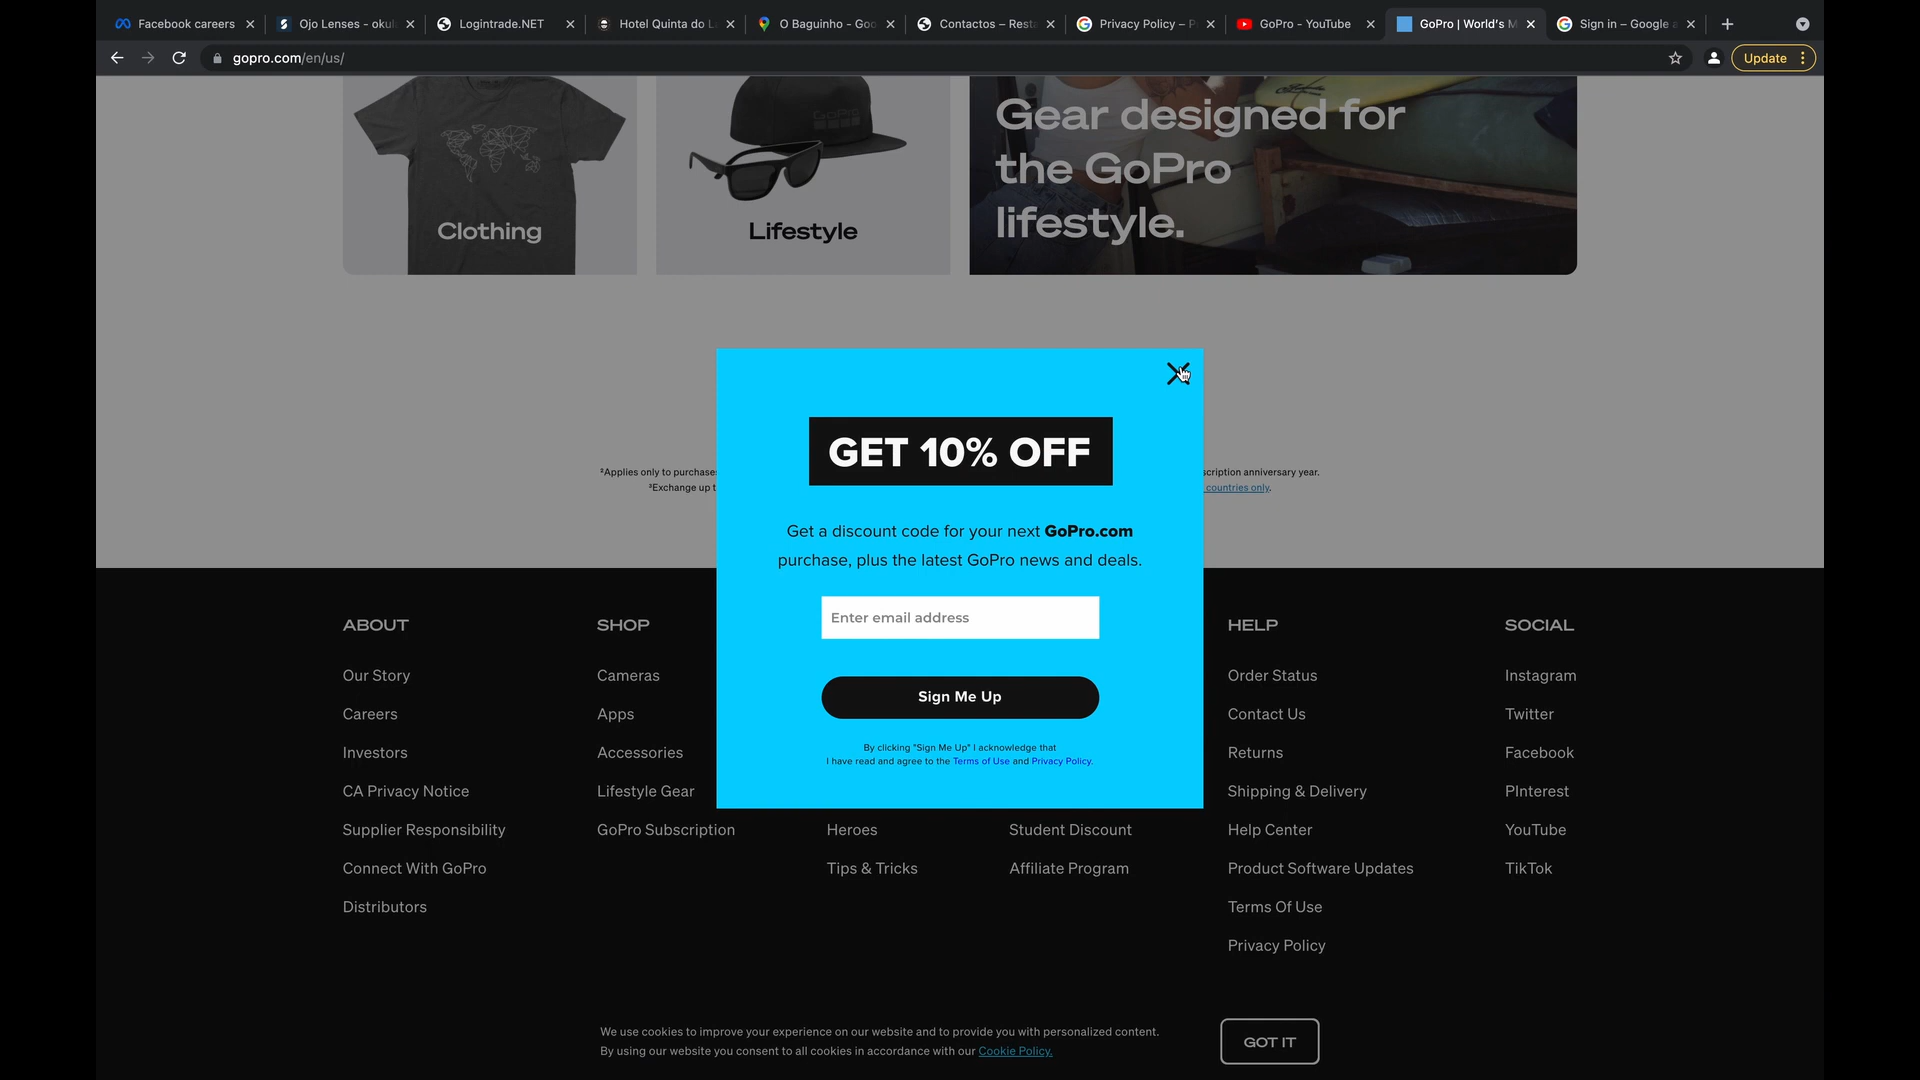 Facebook careers
Ojo Lenses - okul
Logintrade.NET
Hotel Quinta do L
O Baguinho - Goo
Contactos – Resta
Privacy Policy – P
GoPro - YouTube
GoPro | World's M
Sign in – Google a
gopro.com/en/us/
Update
Gear designed for
the GoPro
lifestyle.
GoPro
Clothing
Lifestyle
GET 10% OFF
²Applies only to purchase
scription anniversary year.
³Exchange up t
countries only.
Get a discount code for your next GoPro.com
purchase, plus the latest GoPro news and deals.
Enter email address
Sign Me Up
By clicking "Sign Me Up" I acknowledge that
I have read and agree to the Terms of Use and Privacy Policy.
ABOUT
Our Story
Careers
Investors
CA Privacy Notice
Supplier Responsibility
Connect With GoPro
Distributors
SHOP
Cameras
Apps
Accessories
Lifestyle Gear
GoPro Subscription
Heroes
Tips & Tricks
Student Discount
Affiliate Program
HELP
Order Status
Contact Us
Returns
Shipping & Delivery
Help Center
Product Software Updates
Terms Of Use
Privacy Policy
SOCIAL
Instagram
Twitter
Facebook
PInterest
YouTube
TikTok
We use cookies to improve your experience on our website and to provide you with personalized content.
By using our website you consent to all cookies in accordance with our Cookie Policy.
GOT IT